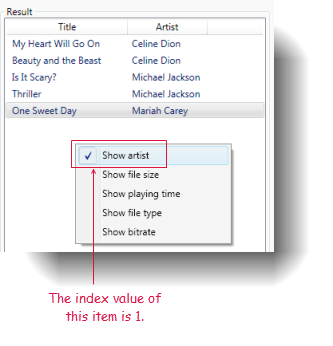 Result
Title Artist
My Heart Will Go On Celine Dion
Beauty and the Beast Celine Dion
Is It Scary? Michael Jackson
Thriller Michael Jackson
One Sweet Day Mariah Carey
Show artist
Show file size
Show playing time
Show file type
Show bitrate
The index value of
this item is 1.